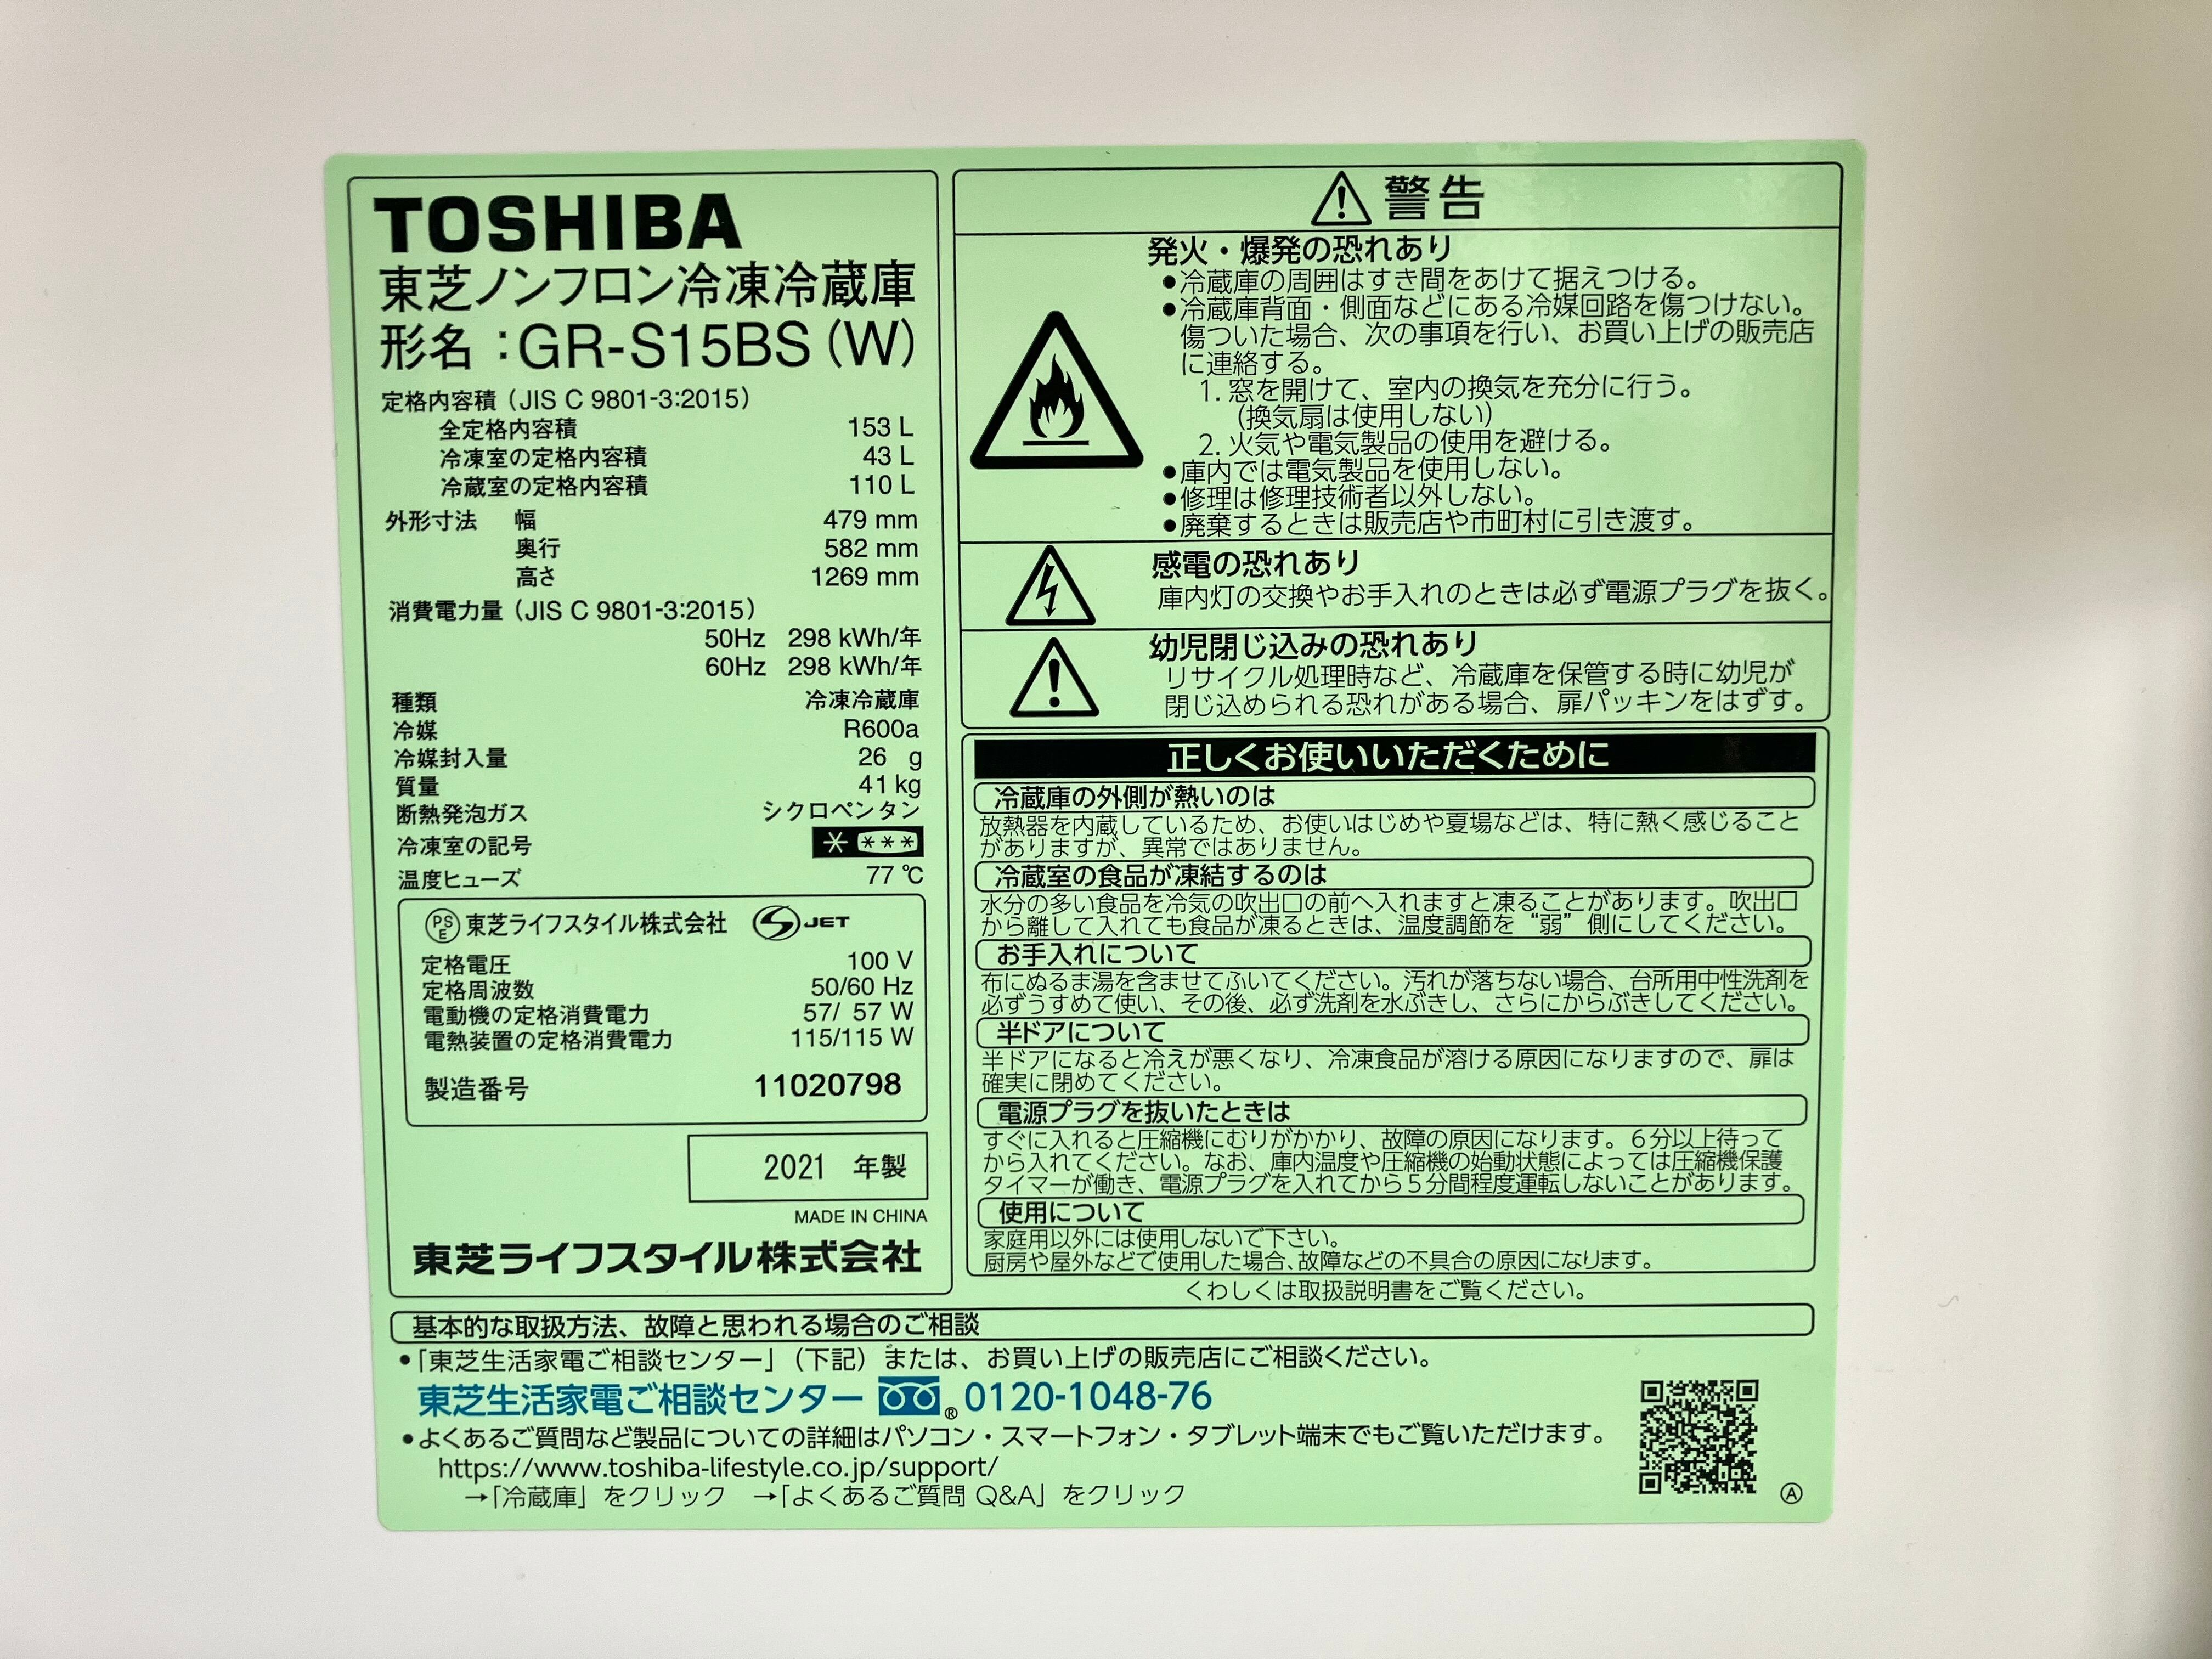 TOSHIBA
東芝ノンフロン冷凍冷蔵庫
形名：GR-S15BS（W）
定格内容積（JIS C 9801-3:2015）
全定格内容積 153 L
冷凍室の定格内容積 43 L
冷蔵室の定格内容積 110 L
外形寸法 幅 479 mm
奥行 582 mm
高さ 1269 mm
消費電力量（JIS C 9801-3:2015）
50Hz 298 kWh/年
60Hz 298 kWh/年
種類 冷凍冷蔵庫
冷媒 R600a
冷媒封入量 26 g
質量 41 kg
断熱発泡ガス シクロペンタン
冷凍室の記号 * ***
温度ヒューズ 77 ℃
PSE 東芝ライフスタイル株式会社 S JET
定格電圧 100 V
定格周波数 50/60 Hz
電動機の定格消費電力 57/ 57 W
電熱装置の定格消費電力 115/115 W
製造番号 11020798
2021 年製
MADE IN CHINA
東芝ライフスタイル株式会社
警告
発火・爆発の恐れあり
●冷蔵庫の周囲はすき間をあけて据えつける。
●冷蔵庫背面・側面などにある冷媒回路を傷つけない。
傷ついた場合、次の事項を行い、お買い上げの販売店
に連絡する。
1. 窓を開けて、室内の換気を充分に行う。
（換気扇は使用しない）
2. 火気や電気製品の使用を避ける。
●庫内では電気製品を使用しない。
●修理は修理技術者以外しない。
●廃棄するときは販売店や市町村に引き渡す。
感電の恐れあり
庫内灯の交換やお手入れのときは必ず電源プラグを抜く。
幼児閉じ込みの恐れあり
リサイクル処理時など、冷蔵庫を保管する時に幼児が
閉じ込められる恐れがある場合、扉パッキンをはずす。
正しくお使いいただくために
冷蔵庫の外側が熱いのは
放熱器を内蔵しているため、お使いはじめや夏場などは、特に熱く感じること
がありますが、異常ではありません。
冷蔵室の食品が凍結するのは
水分の多い食品を冷気の吹出口の前へ入れますと凍ることがあります。吹出口
から離して入れても食品が凍るときは、温度調節を“弱”側にしてください。
お手入れについて
布にぬるま湯を含ませてふいてください。汚れが落ちない場合、台所用中性洗剤を
必ずうすめて使い、その後、必ず洗剤を水ぶきし、さらにからぶきしてください。
半ドアについて
半ドアになると冷えが悪くなり、冷凍食品が溶ける原因になりますので、扉は
確実に閉めてください。
電源プラグを抜いたときは
すぐに入れると圧縮機にむりがかかり、故障の原因になります。6分以上待って
から入れてください。なお、庫内温度や圧縮機の始動状態によっては圧縮機保護
タイマーが働き、電源プラグを入れてから5分間程度運転しないことがあります。
使用について
家庭用以外には使用しないで下さい。
厨房や屋外などで使用した場合、故障などの不具合の原因になります。
くわしくは取扱説明書をご覧ください。
基本的な取扱方法、故障と思われる場合のご相談
●「東芝生活家電ご相談センター」（下記）または、お買い上げの販売店にご相談ください。
東芝生活家電ご相談センター ® 0120-1048-76
●よくあるご質問など製品についての詳細はパソコン・スマートフォン・タブレット端末でもご覧いただけます。
https://www.toshiba-lifestyle.co.jp/support/
→「冷蔵庫」をクリック →「よくあるご質問 Q&A」をクリック
Ⓐ